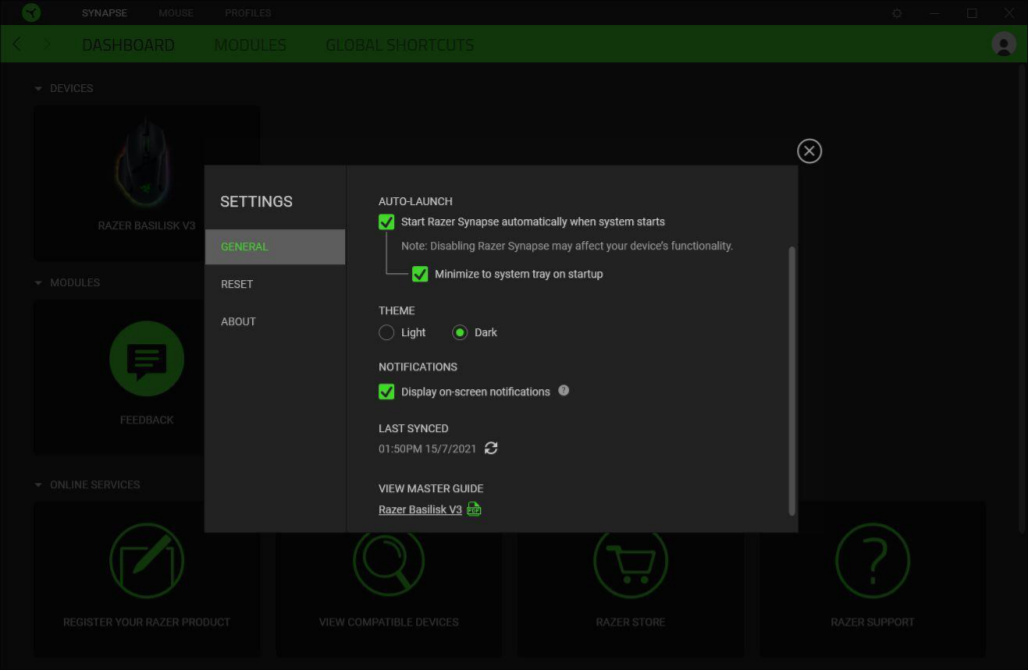 SYNAPSE MOUSE PROFILES
DASHBOARD MODULES GLOBAL SHORTCUTS
DEVICES
RAZER BASILISK V3
MODULES
FEEDBACK
SETTINGS
GENERAL
RESET
ABOUT
AUTO-LAUNCH
Start Razer Synapse automatically when system starts
Note: Disabling Razer Synapse may affect your device's functionality.
Minimize to system tray on startup
THEME
Light Dark
NOTIFICATIONS
Display on-screen notifications ?
LAST SYNCED
01:50PM 15/7/2021
VIEW MASTER GUIDE
Razer Basilisk V3 PDF
ONLINE SERVICES
REGISTER YOUR RAZER PRODUCT VIEW COMPATIBLE DEVICES RAZER STORE RAZER SUPPORT